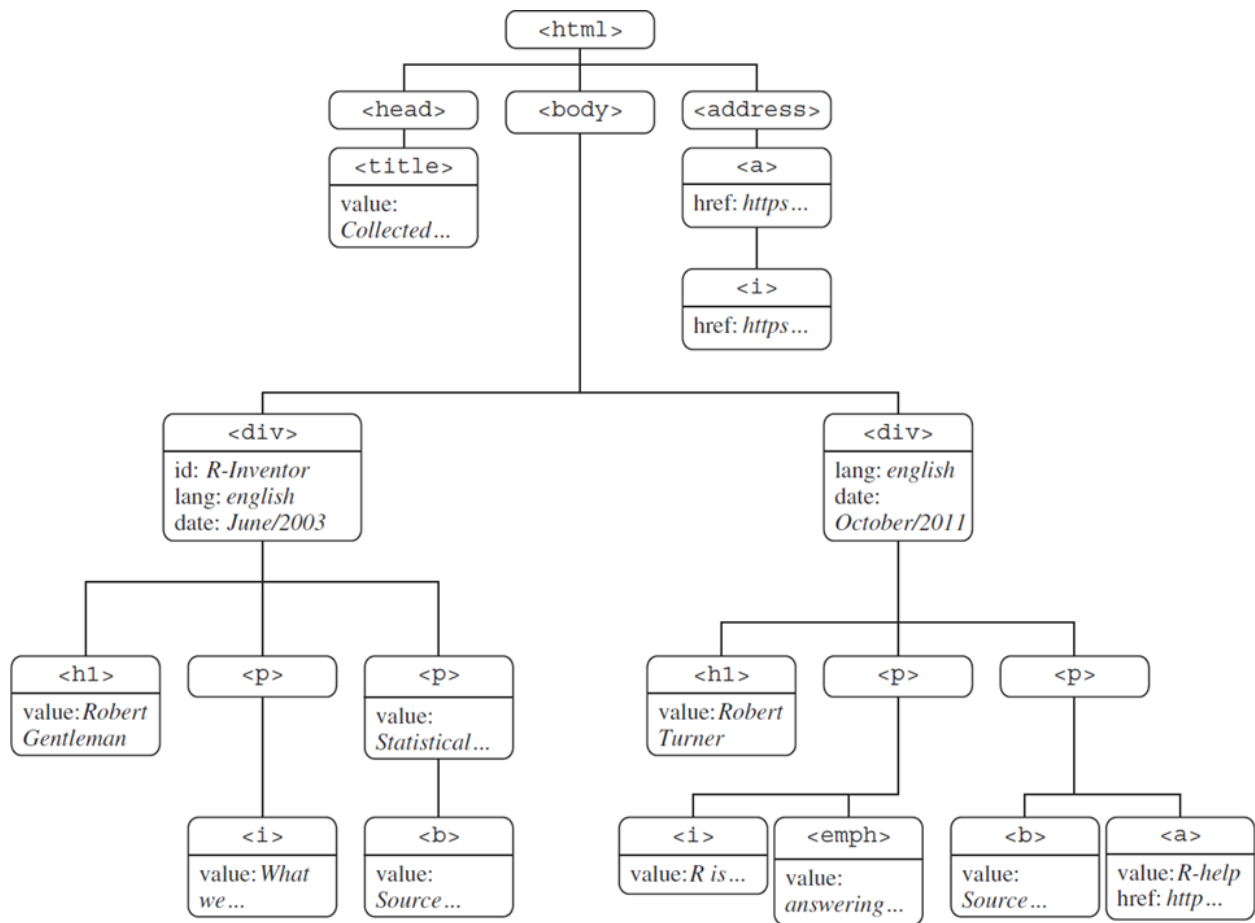 <html>
<head>
<body>
<address>
<title>
value:
Collected...
<a>
href: https...
<i>
href: https...
<div>
id: R-Inventor
lang: english
date: June/2003
<div>
lang: english
date:
October/2011
<h1>
value:Robert
Gentleman
<p>
<p>
value:
Statistical...
<h1>
value:Robert
Turner
<p>
<p>
<i>
value: What
we...
<b>
value:
Source...
<i>
value:R is...
<emph>
value:
answering...
<b>
value:
Source...
<a>
value: R-help
href: http...